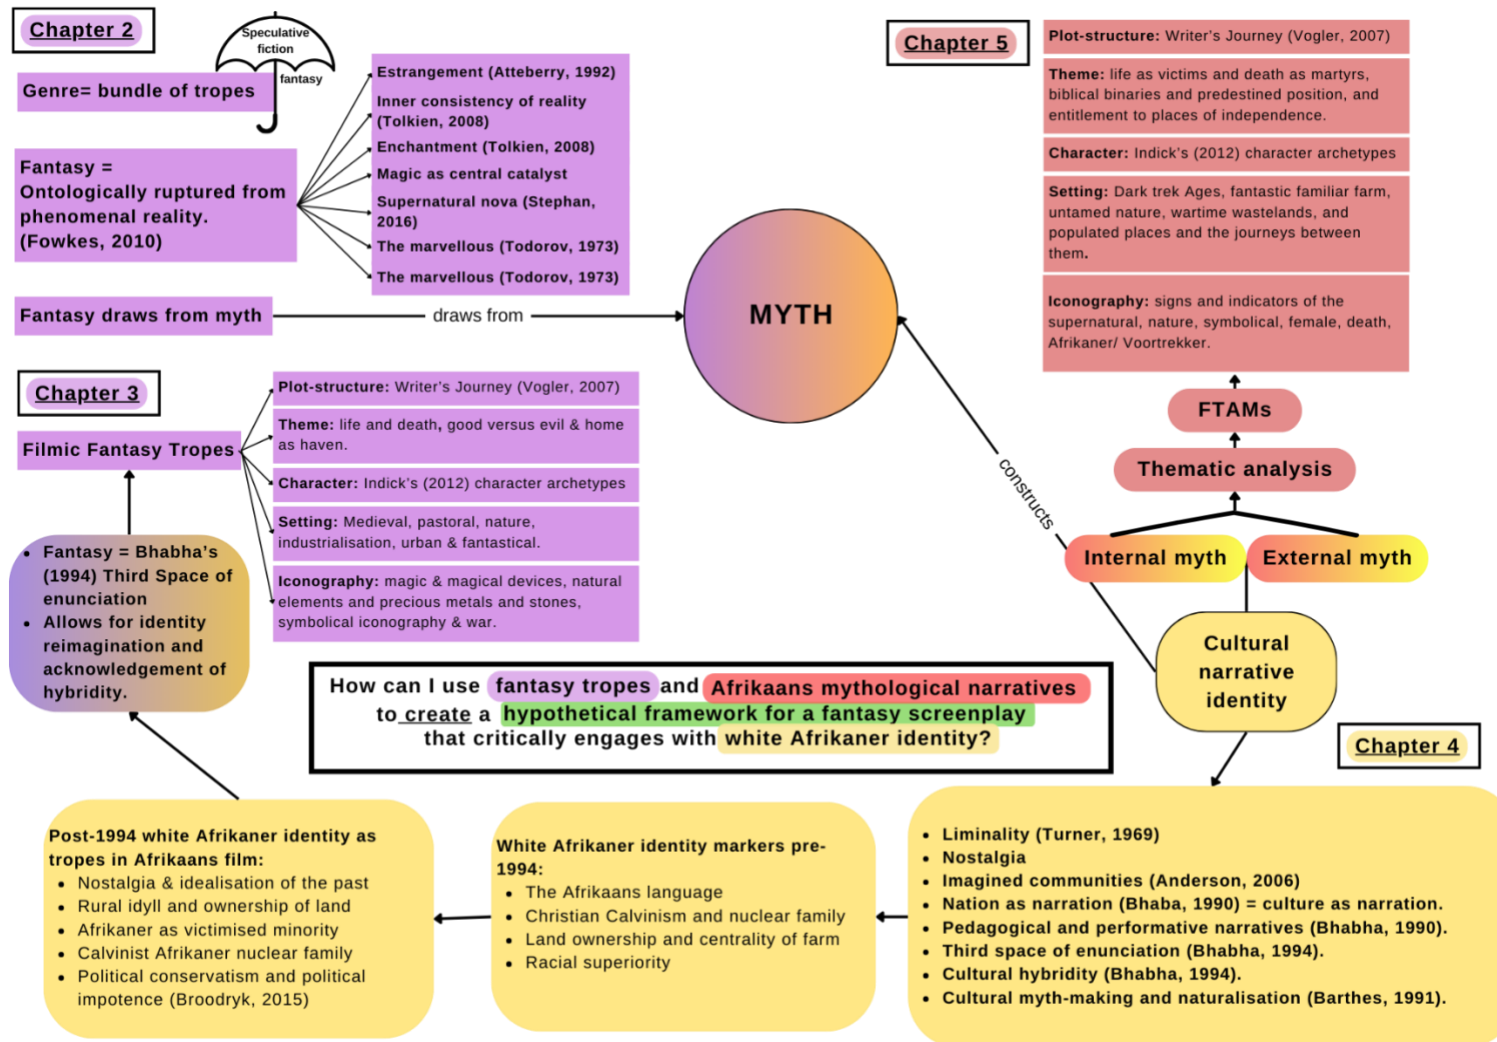 Chapter 2
Speculative
fiction
fantasy
Genre= bundle of tropes
Fantasy =
Ontologically ruptured from
phenomenal reality.
(Fowkes, 2010)
Estrangement (Atteberry, 1992)
Inner consistency of reality
(Tolkien, 2008)
Enchantment (Tolkien, 2008)
Magic as central catalyst
Supernatural nova (Stephan,
2016)
The marvellous (Todorov, 1973)
The marvellous (Todorov, 1973)
Fantasy draws from myth
draws from
MYTH
Chapter 3
Filmic Fantasy Tropes
Plot-structure: Writer's Journey (Vogler, 2007)
Theme: life and death, good versus evil & home
as haven.
Character: Indick's (2012) character archetypes
Setting: Medieval, pastoral, nature,
industrialisation, urban & fantastical.
Iconography: magic & magical devices, natural
elements and precious metals and stones,
symbolical iconography & war.
• Fantasy = Bhabha's
(1994) Third Space of
enunciation
• Allows for identity
reimagination and
acknowledgement of
hybridity.
Chapter 5
Plot-structure: Writer's Journey (Vogler, 2007)
Theme: life as victims and death as martyrs,
biblical binaries and predestined position, and
entitlement to places of independence.
Character: Indick's (2012) character archetypes
Setting: Dark trek Ages, fantastic familiar farm,
untamed nature, wartime wastelands, and
populated places and the journeys between
them.
Iconography: signs and indicators of the
supernatural, nature, symbolical, female, death,
Afrikaner/ Voortrekker.
FTAMs
Thematic analysis
Internal myth
External myth
constructs
Cultural
narrative
identity
Chapter 4
How can I use fantasy tropes and Afrikaans mythological narratives
to create a hypothetical framework for a fantasy screenplay
that critically engages with white Afrikaner identity?
• Liminality (Turner, 1969)
• Nostalgia
• Imagined communities (Anderson, 2006)
• Nation as narration (Bhaba, 1990) = culture as narration.
• Pedagogical and performative narratives (Bhabha, 1990).
• Third space of enunciation (Bhabha, 1994).
• Cultural hybridity (Bhabha, 1994).
• Cultural myth-making and naturalisation (Barthes, 1991).
White Afrikaner identity markers pre-
1994:
• The Afrikaans language
• Christian Calvinism and nuclear family
• Land ownership and centrality of farm
• Racial superiority
Post-1994 white Afrikaner identity as
tropes in Afrikaans film:
• Nostalgia & idealisation of the past
• Rural idyll and ownership of land
• Afrikaner as victimised minority
• Calvinist Afrikaner nuclear family
• Political conservatism and political
impotence (Broodryk, 2015)